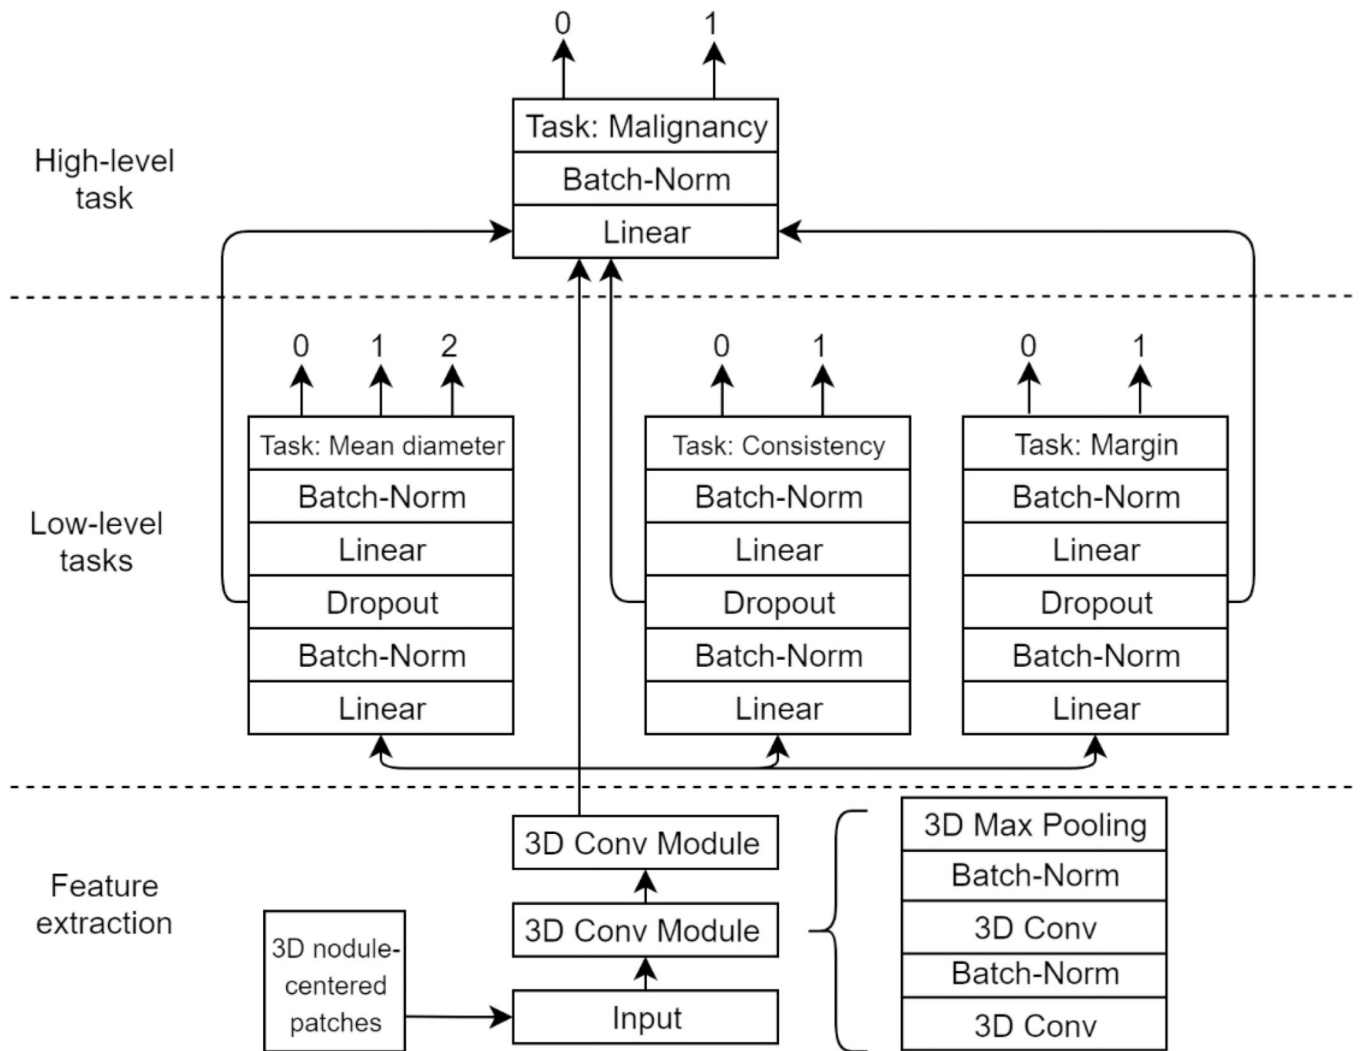 0 1
Task: Malignancy
Batch-Norm
Linear
High-level
task
0 1 2
Task: Mean diameter
Batch-Norm
Linear
Dropout
Batch-Norm
Linear
0 1
Task: Consistency
Batch-Norm
Linear
Dropout
Batch-Norm
Linear
0 1
Task: Margin
Batch-Norm
Linear
Dropout
Batch-Norm
Linear
Low-level
tasks
3D Conv Module
3D Conv Module
Input
3D Max Pooling
Batch-Norm
3D Conv
Batch-Norm
3D Conv
Feature
extraction
3D nodule-
centered
patches